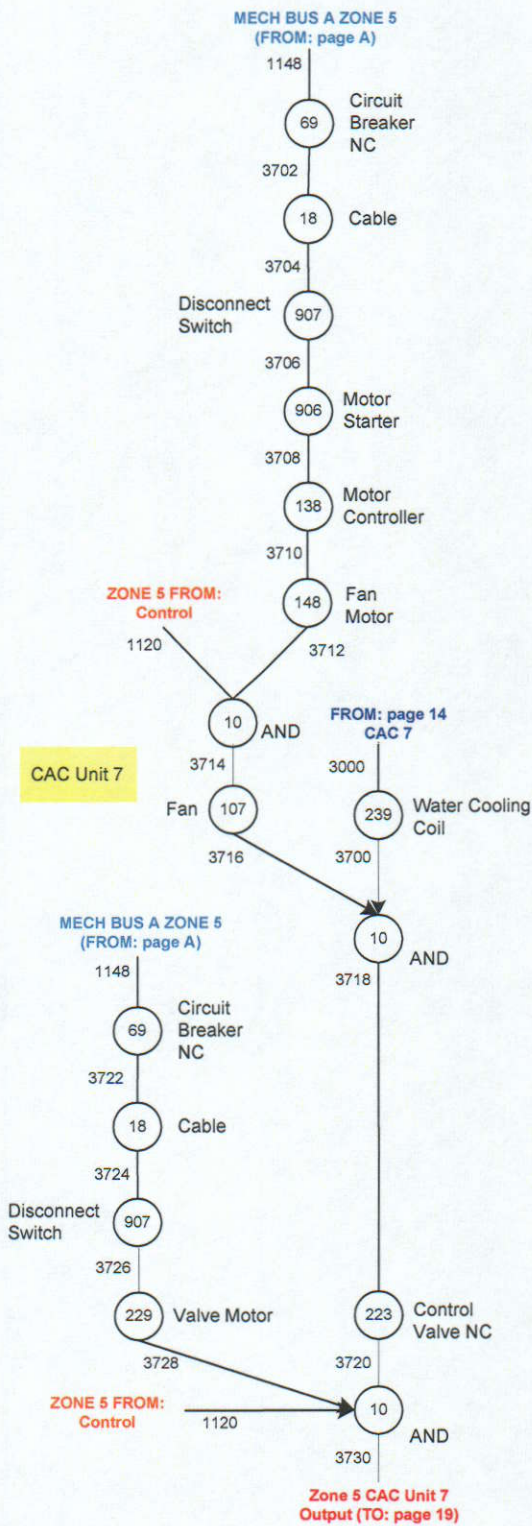 MECH BUS A ZONE 5
(FROM: page A)
1148
69
Circuit
Breaker
NC
3702
18
Cable
3704
Disconnect
Switch
907
3706
906
Motor
Starter
3708
138
Motor
Controller
3710
148
Fan
Motor
ZONE 5 FROM:
Control
1120
3712
10
AND
FROM: page 14
CAC 7
3714
3000
CAC Unit 7
Fan
107
239
Water Cooling
Coil
3716
3700
10
AND
3718
MECH BUS A ZONE 5
(FROM: page A)
1148
69
Circuit
Breaker
NC
3722
18
Cable
3724
Disconnect
Switch
907
3726
229
Valve Motor
223
Control
Valve NC
3728
3720
ZONE 5 FROM:
Control
1120
10
AND
3730
Zone 5 CAC Unit 7
Output (TO: page 19)